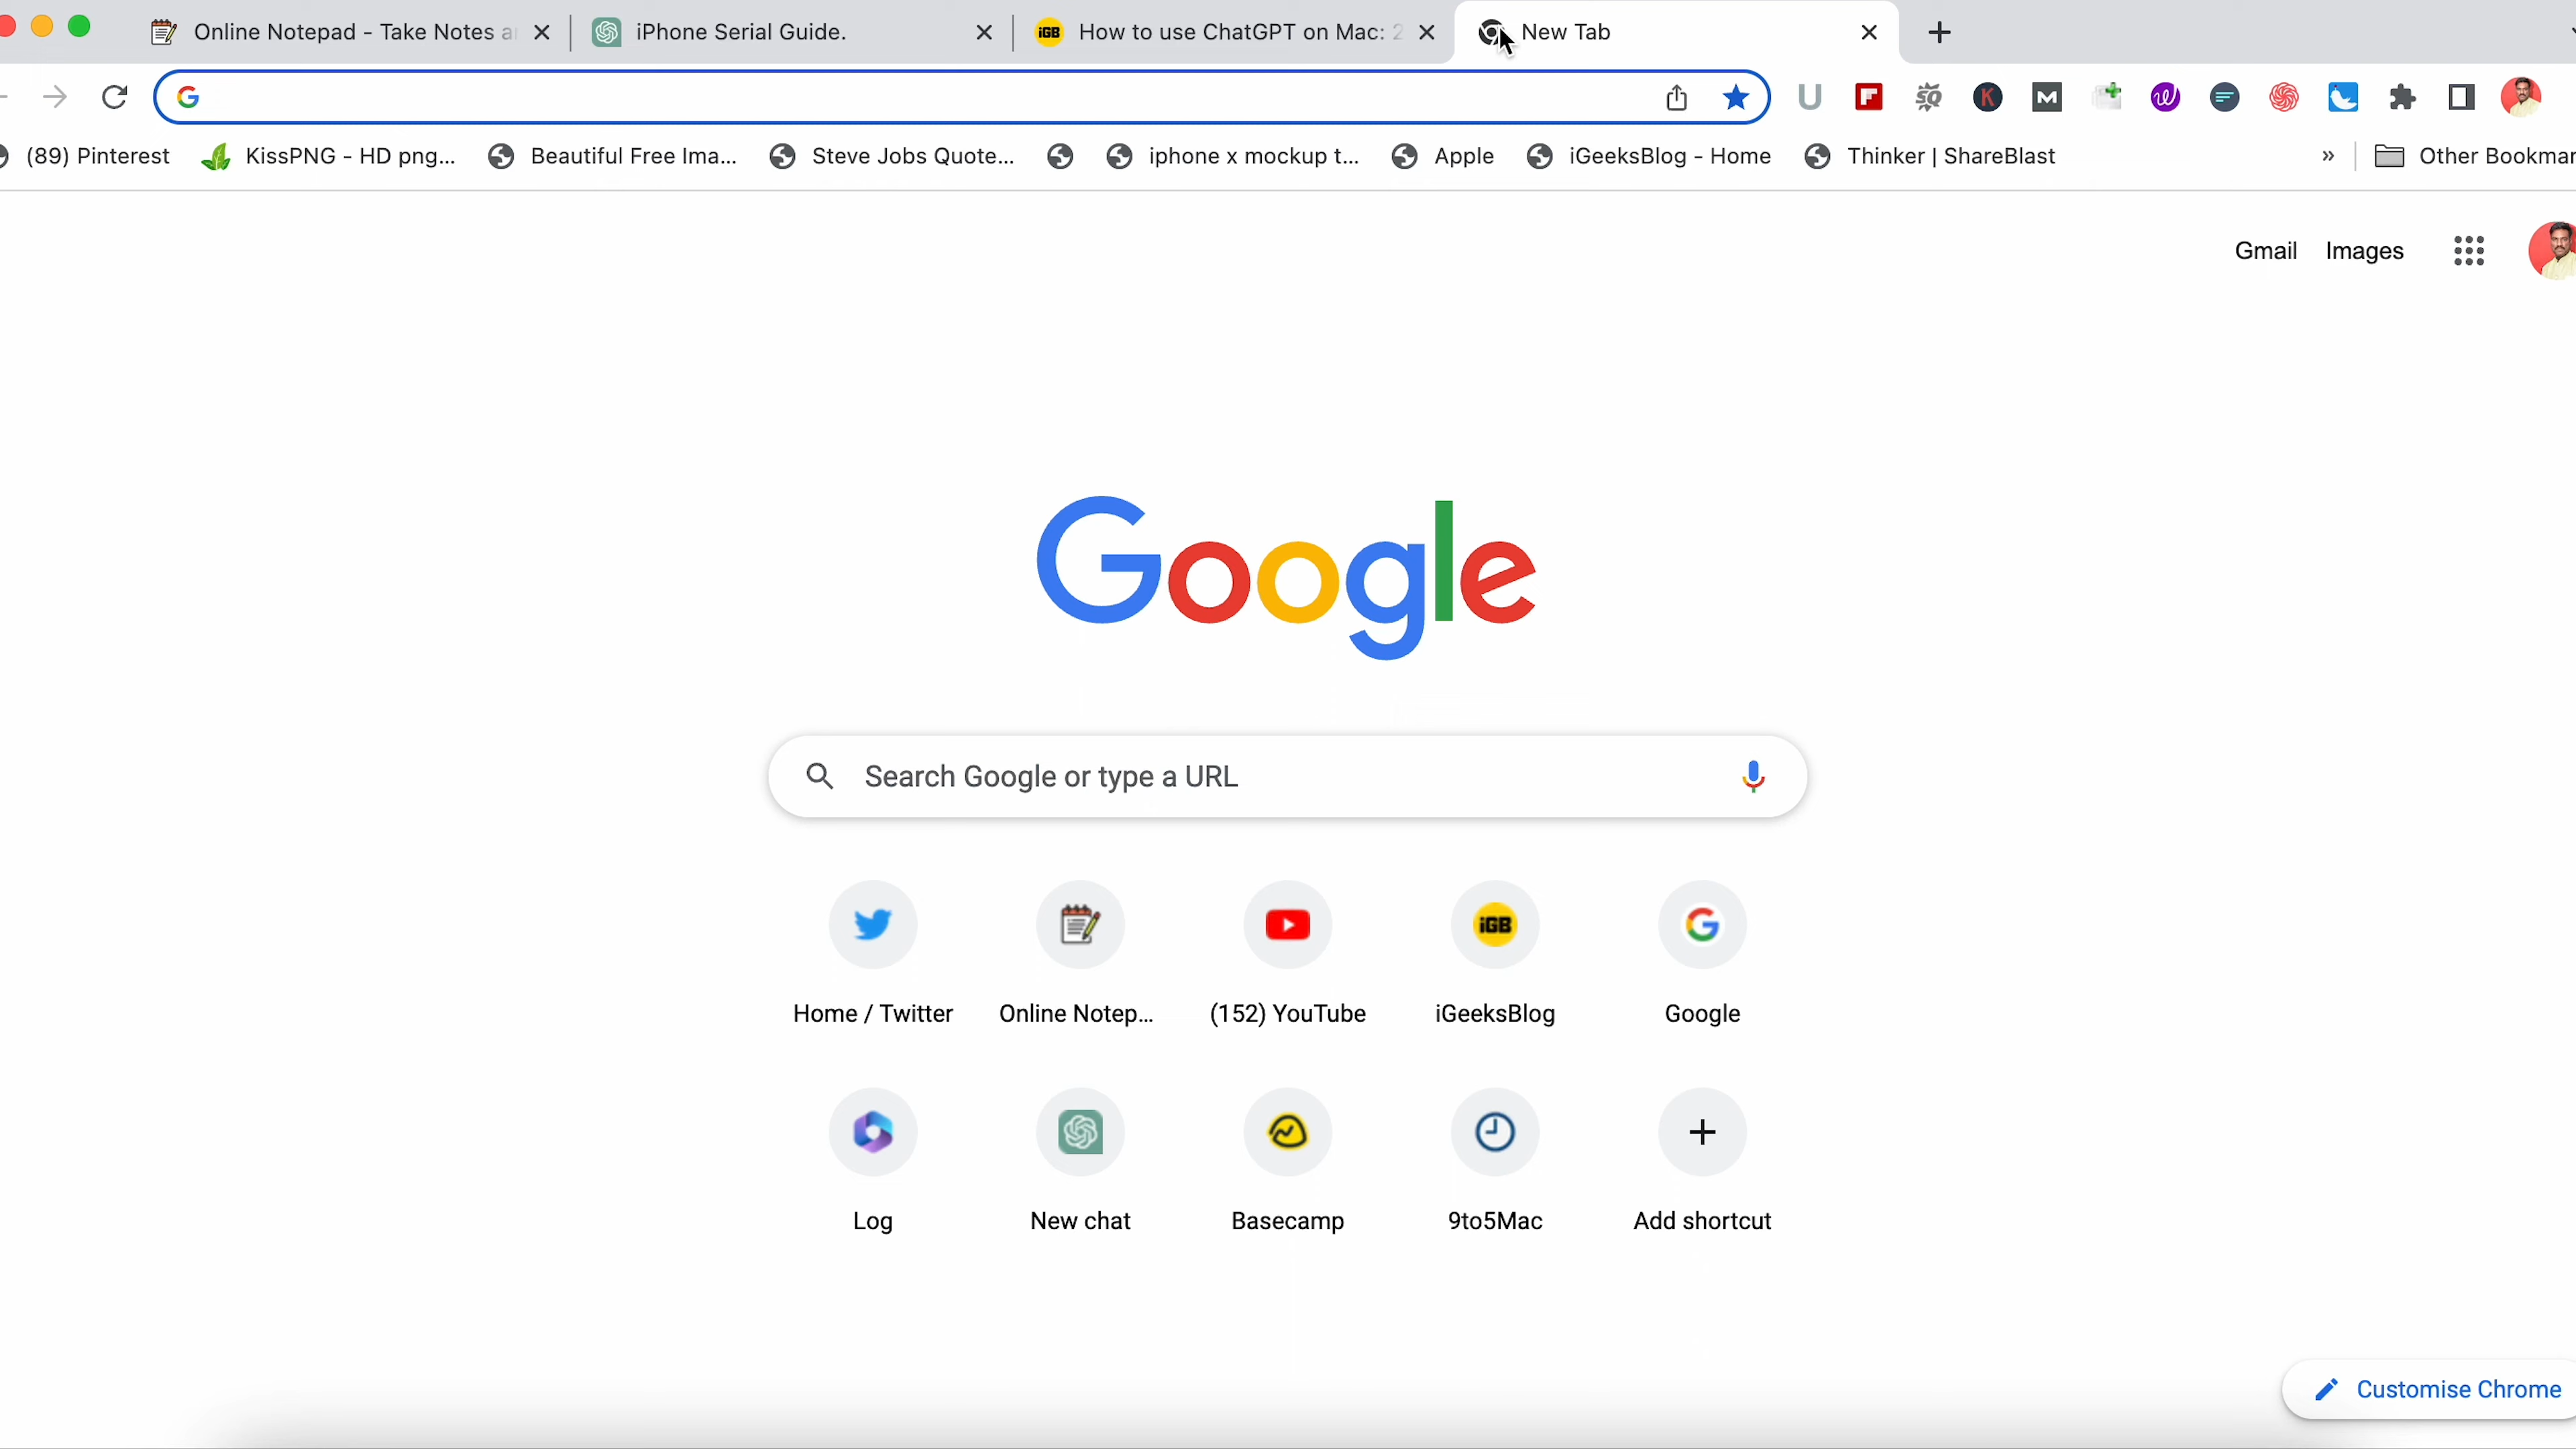 Online Notepad - Take Notes a
iPhone Serial Guide.
iGB
How to use ChatGPT on Mac: 2
New Tab
(89) Pinterest
KissPNG - HD png...
Beautiful Free Ima...
Steve Jobs Quote...
iphone x mockup t...
Apple
iGeeksBlog - Home
Thinker | ShareBlast
»
Other Bookmar
Gmail
Images
Google
Search Google or type a URL
iGB
Home / Twitter
Online Notep...
(152) YouTube
iGeeksBlog
Google
Log
New chat
Basecamp
9to5Mac
Add shortcut
Customise Chrome